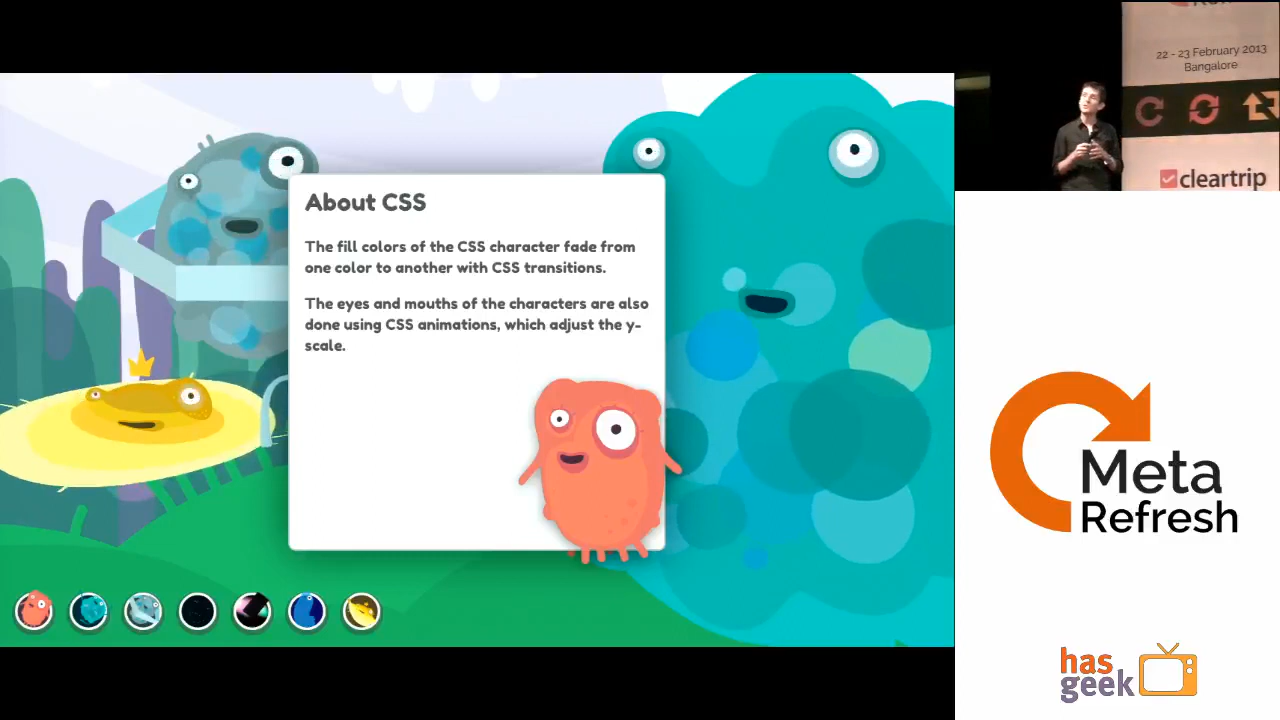 22 - 23 February 2013
Bangalore
cleartrip
About CSS
The fill colors of the CSS character fade from
one color to another with CSS transitions.
The eyes and mouths of the characters are also
done using CSS animations, which adjust the y-
scale.
Meta
Refresh
has
geek